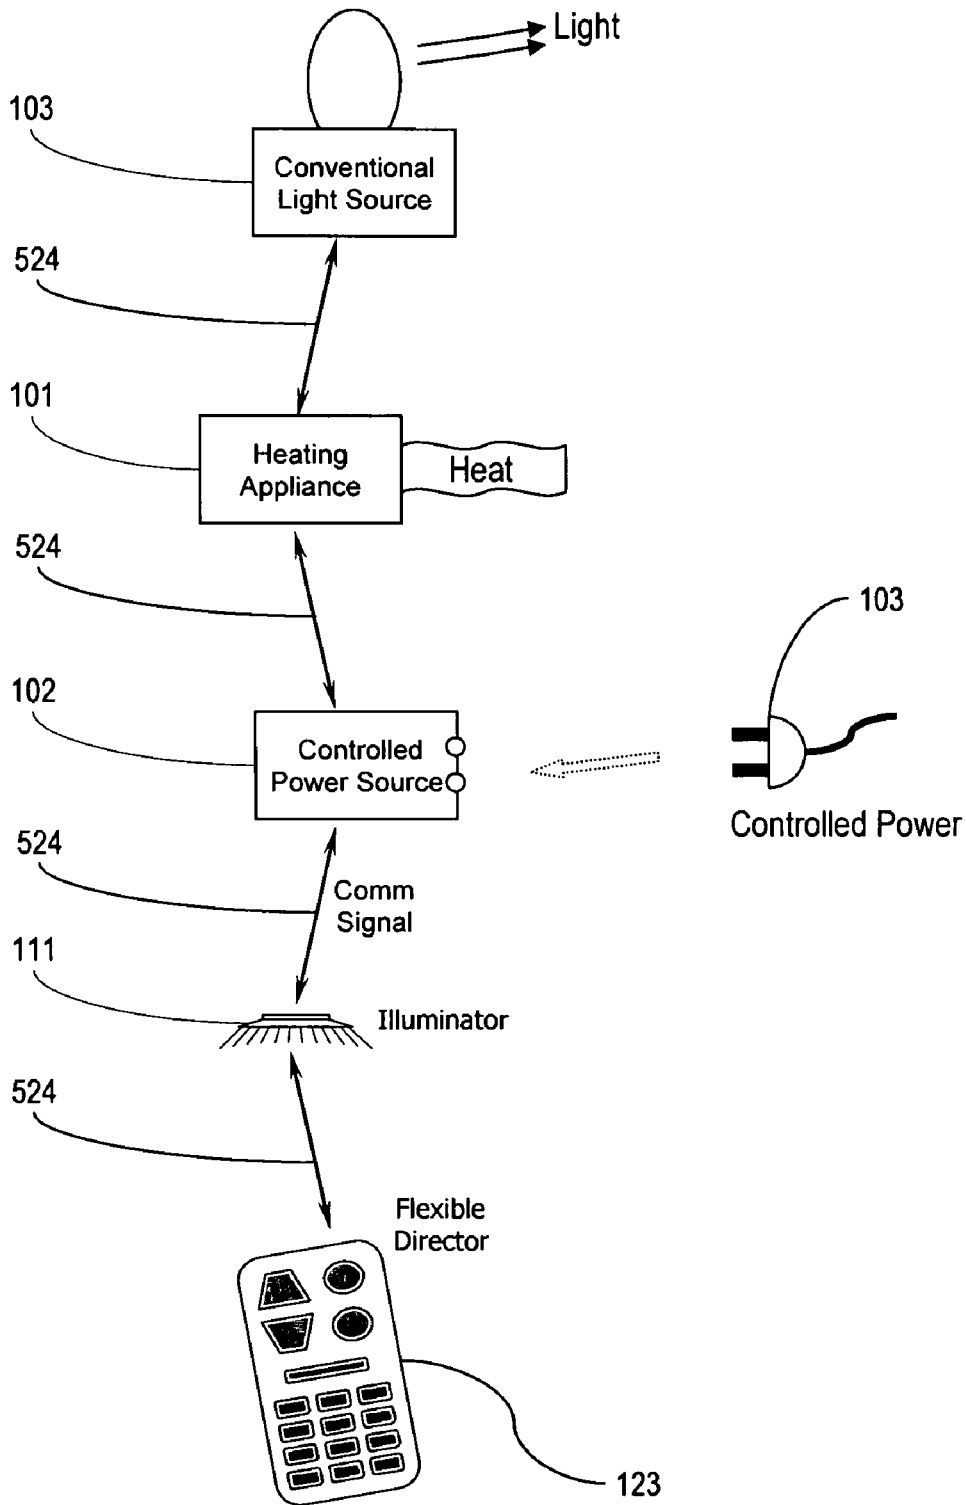 Light
103
Conventional
Light Source
524
101
Heating
Appliance
Heat
524
103
102
Controlled
Power Source
Controlled Power
524
Comm
Signal
111
Illuminator
524
Flexible
Director
123